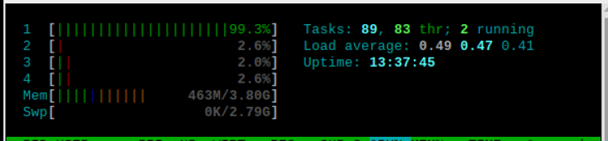 1 [||||||||||||||||||||||99.3%]
2 [| 2.6%]
3 [|| 2.0%]
4 [|| 2.6%]
Mem[|||||||||||| 463M/3.80G]
Swp[ 0K/2.79G]
Tasks: 89, 83 thr; 2 running
Load average: 0.49 0.47 0.41
Uptime: 13:37:45